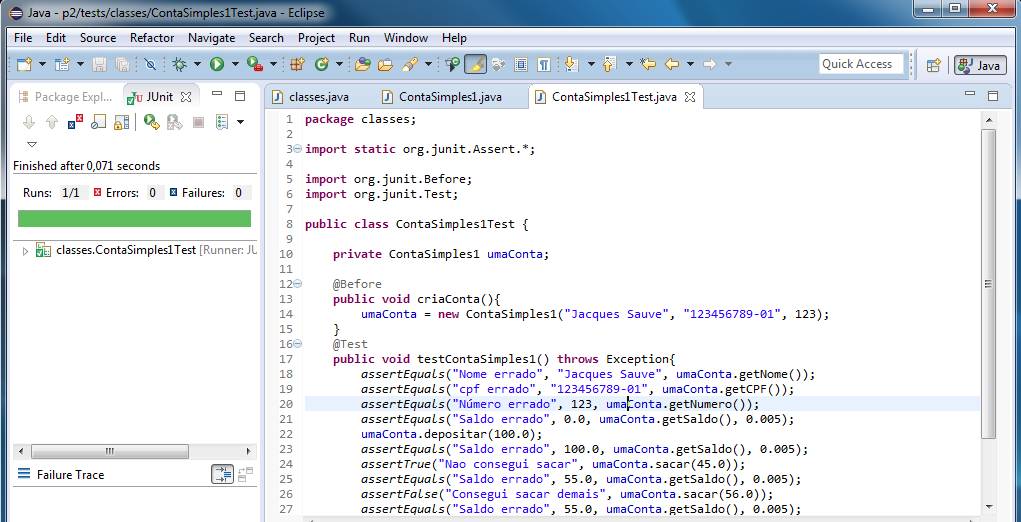 Java - p2/tests/classes/ContaSimples1Test.java - Eclipse
File Edit Source Refactor Navigate Search Project Run Window Help
Quick Access
Java
Package Expl...
JUnit
Finished after 0,071 seconds
Runs: 1/1 Errors: 0 Failures: 0
classes.ContaSimples1Test [Runner: JU
Failure Trace
classes.java ContaSimples1.java ContaSimples1Test.java
1 package classes;
2
3 import static org.junit.Assert.*;
4
5 import org.junit.Before;
6 import org.junit.Test;
7
8 public class ContaSimples1Test {
9
10 private ContaSimples1 umaConta;
11
12 @Before
13 public void criaConta(){
14 umaConta = new ContaSimples1("Jacques Sauve", "123456789-01", 123);
15 }
16 @Test
17 public void testContaSimples1() throws Exception{
18 assertEquals("Nome errado", "Jacques Sauve", umaConta.getNome());
19 assertEquals("cpf errado", "123456789-01", umaConta.getCPF());
20 assertEquals("Número errado", 123, umaConta.getNumero());
21 assertEquals("Saldo errado", 0.0, umaConta.getSaldo(), 0.005);
22 umaConta.depositar(100.0);
23 assertEquals("Saldo errado", 100.0, umaConta.getSaldo(), 0.005);
24 assertTrue("Nao consegui sacar", umaConta.sacar(45.0));
25 assertEquals("Saldo errado", 55.0, umaConta.getSaldo(), 0.005);
26 assertFalse("Consegui sacar demais", umaConta.sacar(56.0));
27 assertEquals("Saldo errado", 55.0, umaConta.getSaldo(), 0.005);